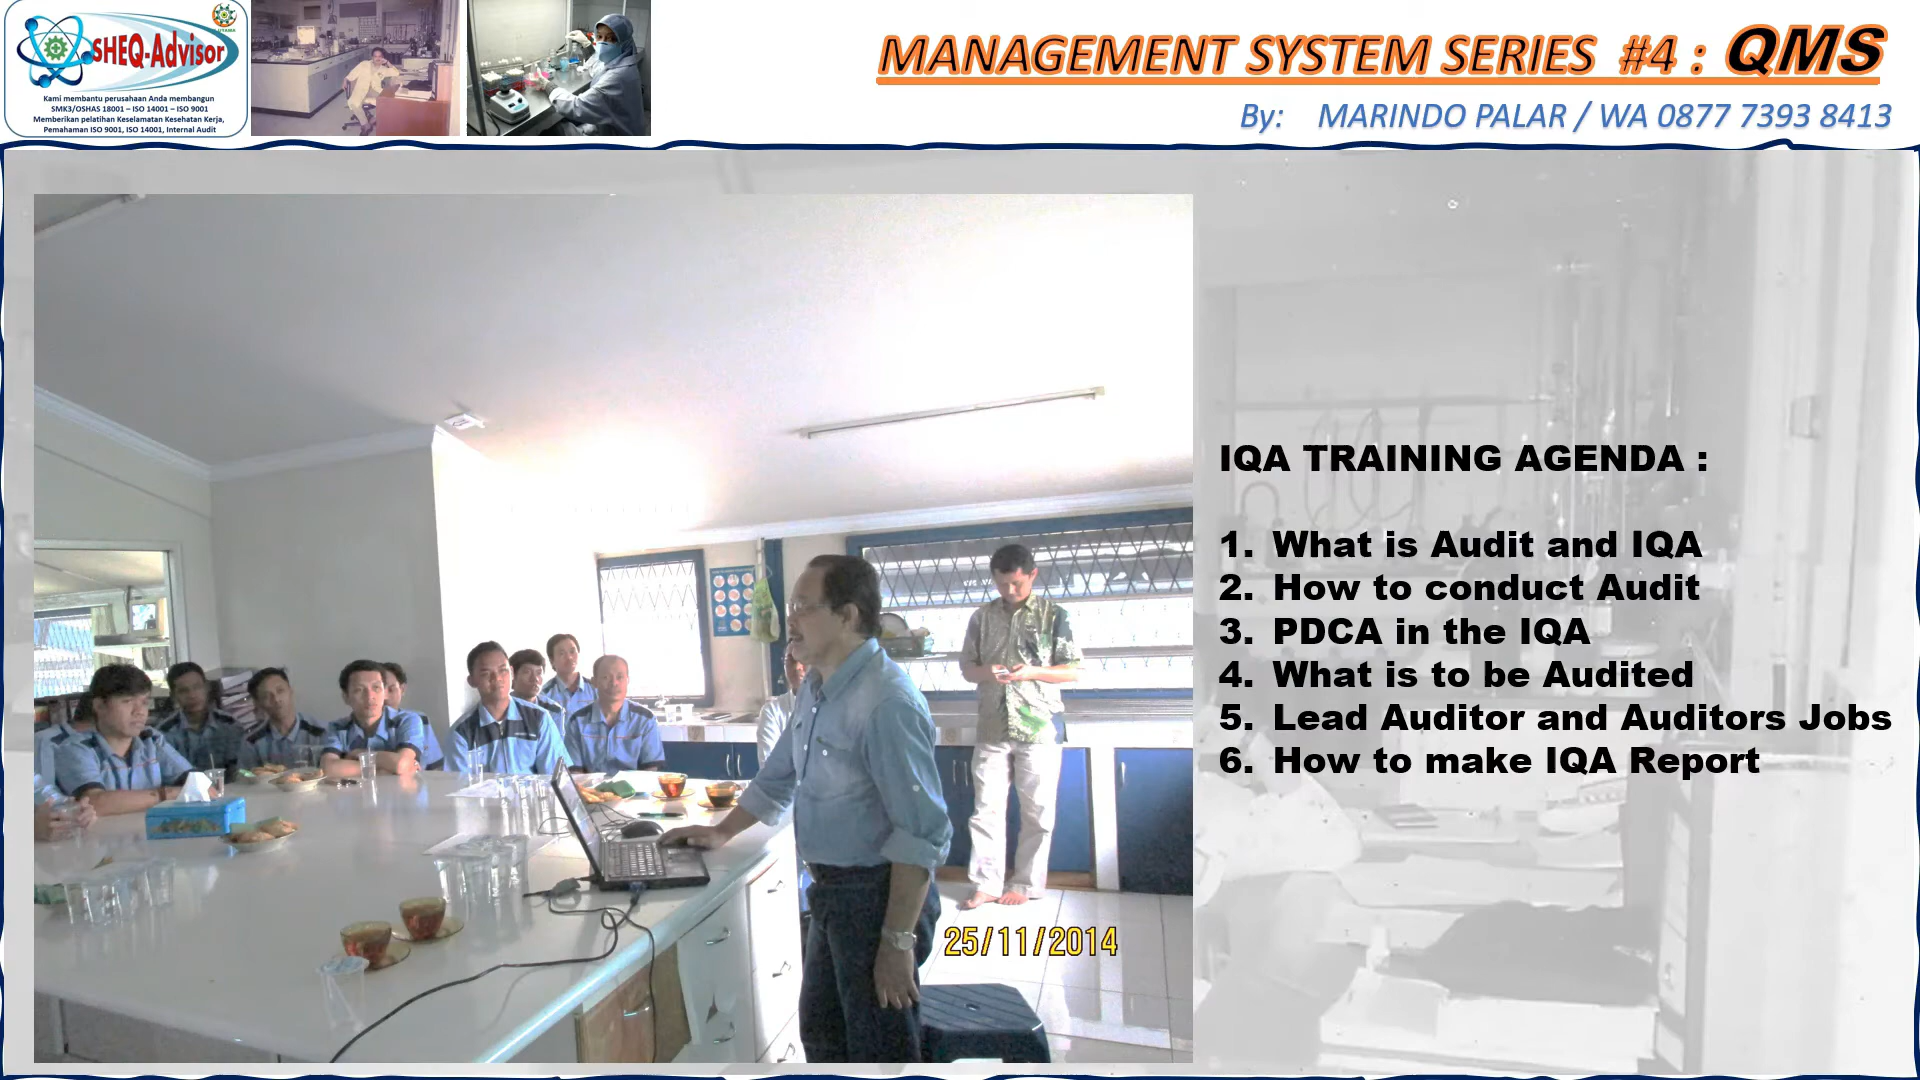 SHEQ-Advisor
Kami membantu perusahaan Anda membangun
SMK3/OSHAS 18001 – ISO 14001 – ISO 9001
Memberikan pelatihan Keselamatan Kesehatan Kerja,
Pemahaman ISO 9001, ISO 14001, Internal Audit
MANAGEMENT SYSTEM SERIES #4 : QMS
By: MARINDO PALAR / WA 0877 7393 8413
IQA TRAINING AGENDA :
1. What is Audit and IQA
2. How to conduct Audit
3. PDCA in the IQA
4. What is to be Audited
5. Lead Auditor and Auditors Jobs
6. How to make IQA Report
25/11/2014